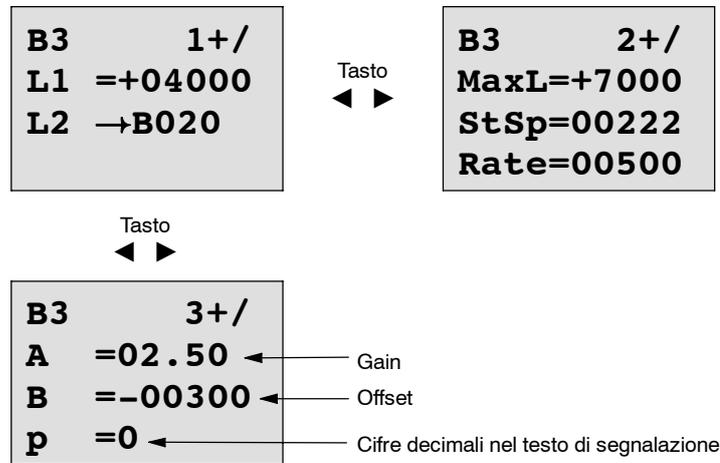 B3 1+/
L1 =+04000
L2 →B020
Tasto
◄ ►
B3 2+/
MaxL=+7000
StSp=00222
Rate=00500
Tasto
◄ ►
B3 3+/
A =02.50
Gain
B =-00300
Offset
p =0
Cifre decimali nel testo di segnalazione